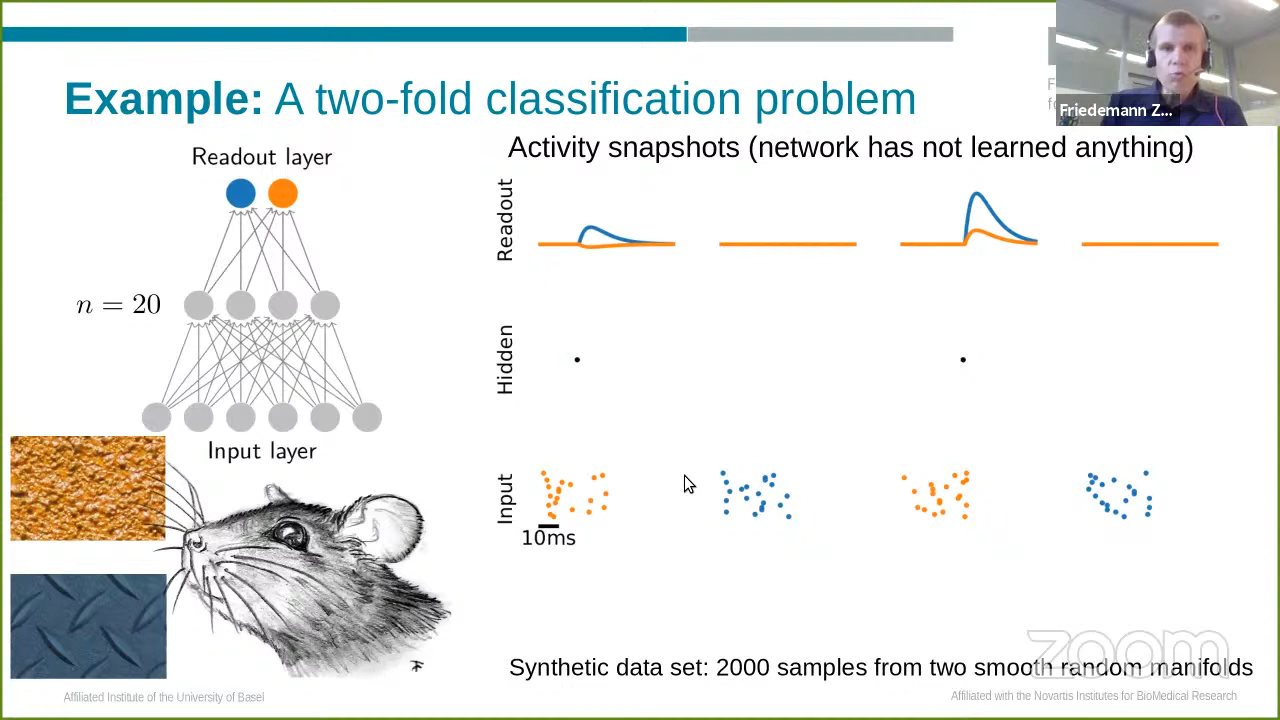 Example: A two-fold classification problem
F
f
Friedemann Z...
Readout layer
n = 20
Input layer
Activity snapshots (network has not learned anything)
Readout
Hidden
Input
10ms
Synthetic data set: 2000 samples from two smooth random manifolds
zoom
Affiliated Institute of the University of Basel
Affiliated with the Novartis Institutes for BioMedical Research